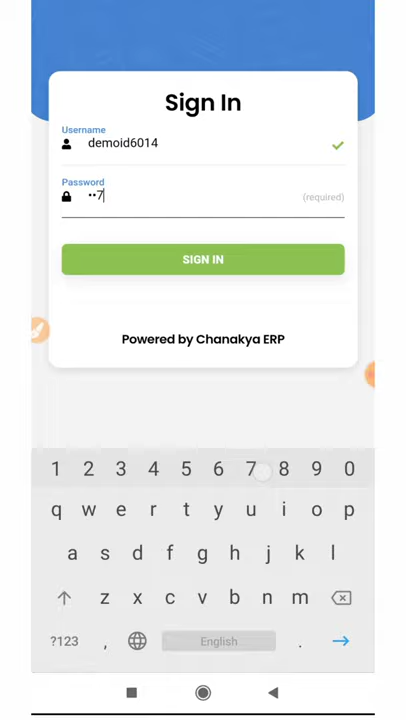 Sign In
Username
demoid6014
Password
••7
(required)
SIGN IN
Powered by Chanakya ERP
1 2 3 4 5 6 7 8 9 0
q w e r t y u i o p
a s d f g h j k l
z x c v b n m
?123 , English .